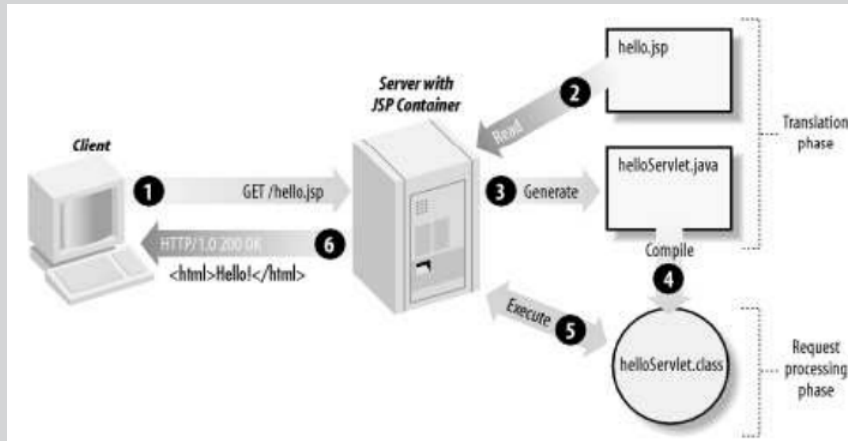 hello.jsp
Server with
JSP Container
2
Read
Translation
phase
Client
helloServlet.java
1
GET /hello.jsp
3
Generate
HTTP/1.0 200 OK
6
Compile
<html>Hello!</html>
4
Execute
5
helloServlet.class
Request
processing
phase